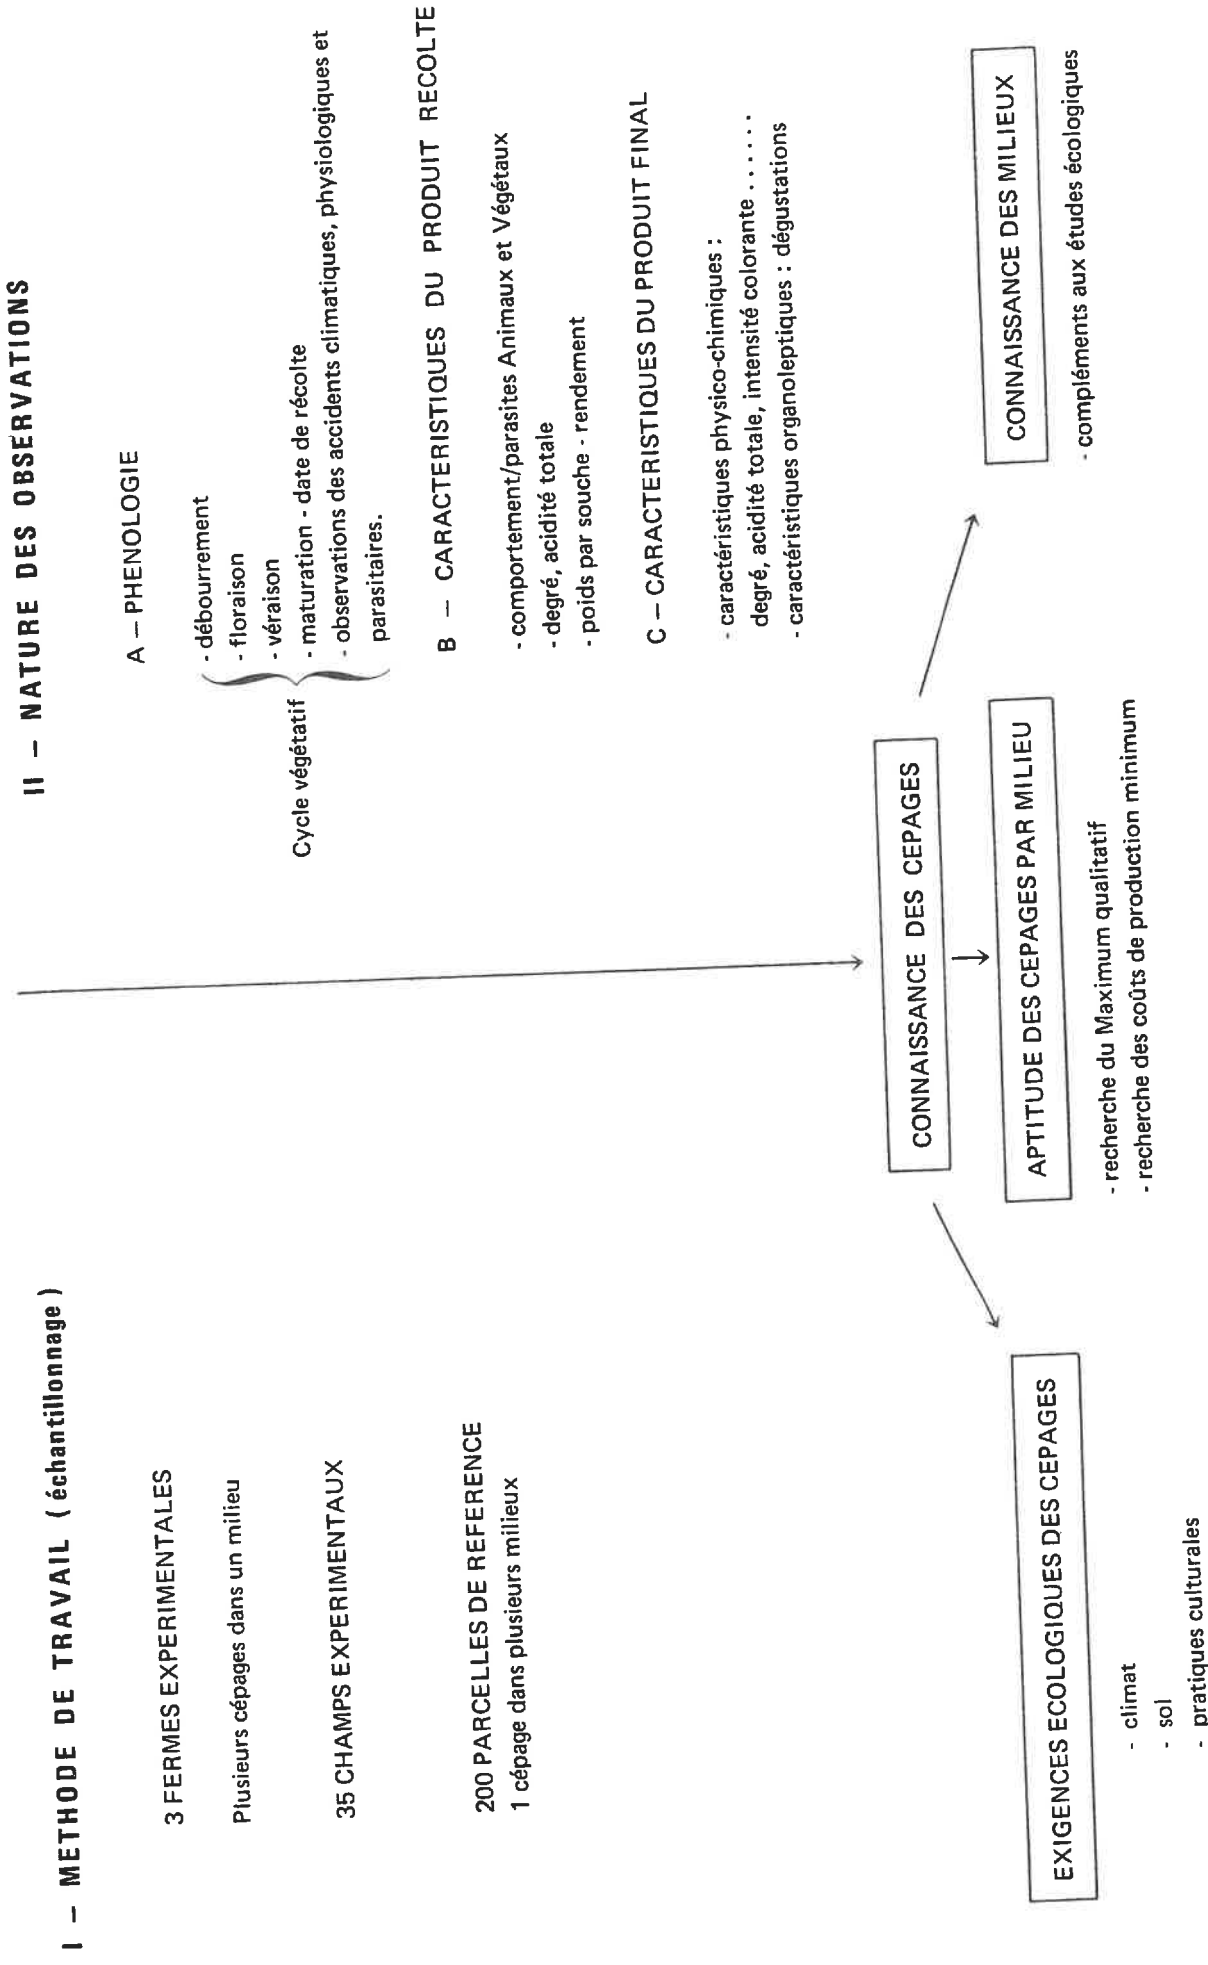 I – METHODE DE TRAVAIL (échantillonnage)
3 FERMES EXPERIMENTALES
Plusieurs cépages dans un milieu
35 CHAMPS EXPERIMENTAUX
200 PARCELLES DE REFERENCE
1 cépage dans plusieurs milieux
II – NATURE DES OBSERVATIONS
A – PHENOLOGIE
Cycle végétatif
- débourrement
- floraison
- véraison
- maturation - date de récolte
- observations des accidents climatiques, physiologiques et
parasitaires.
B – CARACTERISTIQUES DU PRODUIT RECOLTE
- comportement/parasites Animaux et Végétaux
- degré, acidité totale
- poids par souche - rendement
C – CARACTERISTIQUES DU PRODUIT FINAL
- caractéristiques physico-chimiques :
degré, acidité totale, intensité colorante . . . . . .
- caractéristiques organoleptiques : dégustations
CONNAISSANCE DES CEPAGES
EXIGENCES ECOLOGIQUES DES CEPAGES
- climat
- sol
- pratiques culturales
APTITUDE DES CEPAGES PAR MILIEU
- recherche du Maximum qualitatif
- recherche des coûts de production minimum
CONNAISSANCE DES MILIEUX
- compléments aux études écologiques